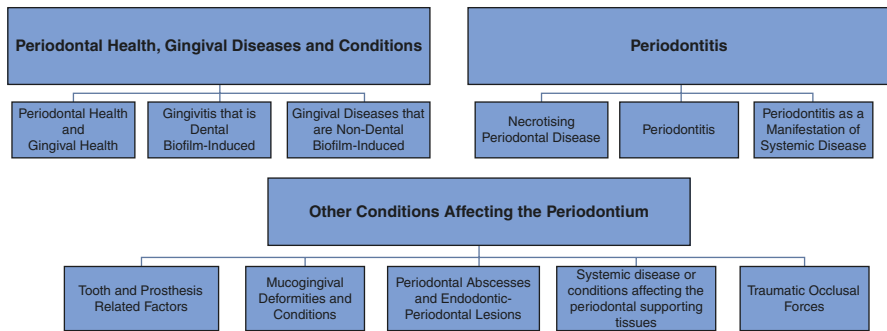 Periodontal Health, Gingival Diseases and Conditions
Periodontal Health
and
Gingival Health
Gingivitis that is
Dental
Biofilm-Induced
Gingival Diseases that
are Non-Dental
Biofilm-Induced
Periodontitis
Necrotising
Periodontal Disease
Periodontitis
Periodontitis as a
Manifestation of
Systemic Disease
Other Conditions Affecting the Periodontium
Tooth and Prosthesis
Related Factors
Mucogingival
Deformities and
Conditions
Periodontal Abscesses
and Endodontic-
Periodontal Lesions
Systemic disease or
conditions affecting the
periodontal supporting
tissues
Traumatic Occlusal
Forces